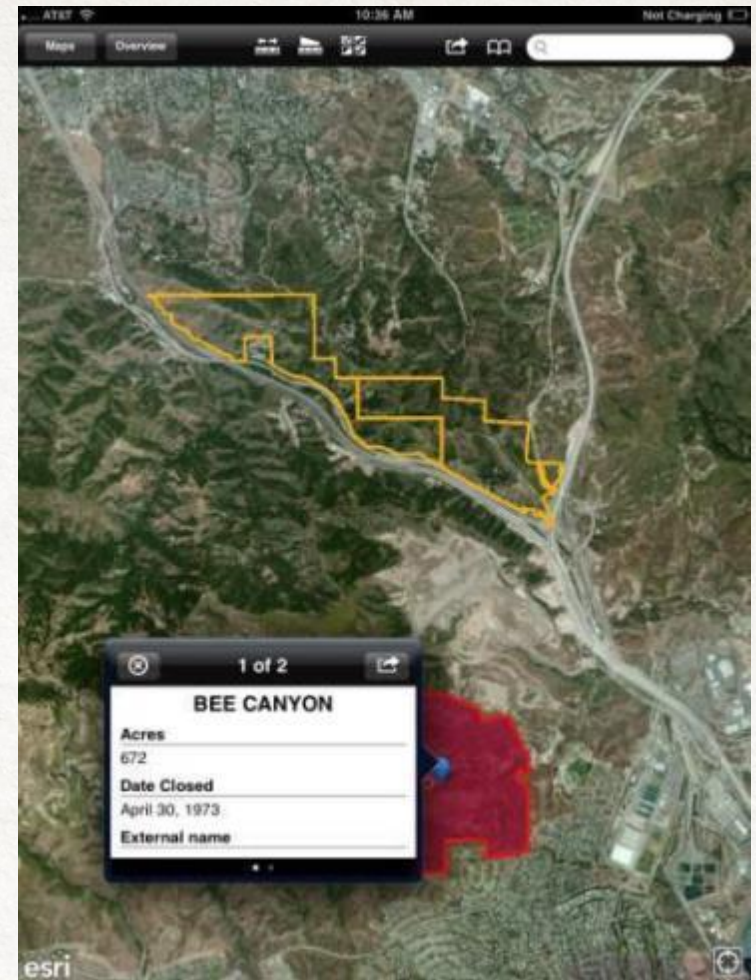 AT&T 10:36 AM Not Charging
Maps Overview
1 of 2
BEE CANYON
Acres
672
Date Closed
April 30, 1973
External name
esri